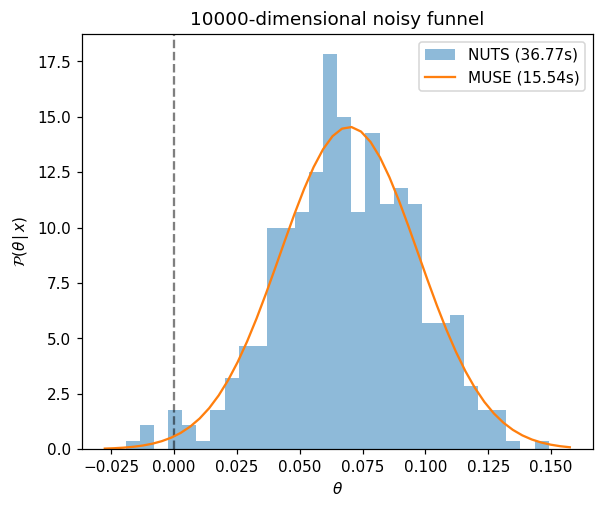 10000-dimensional noisy funnel
NUTS (36.77s)
MUSE (15.54s)
17.5
15.0
12.5
10.0
7.5
5.0
2.5
0.0
𝒫(θ | x)
−0.025 0.000 0.025 0.050 0.075 0.100 0.125 0.150
θ